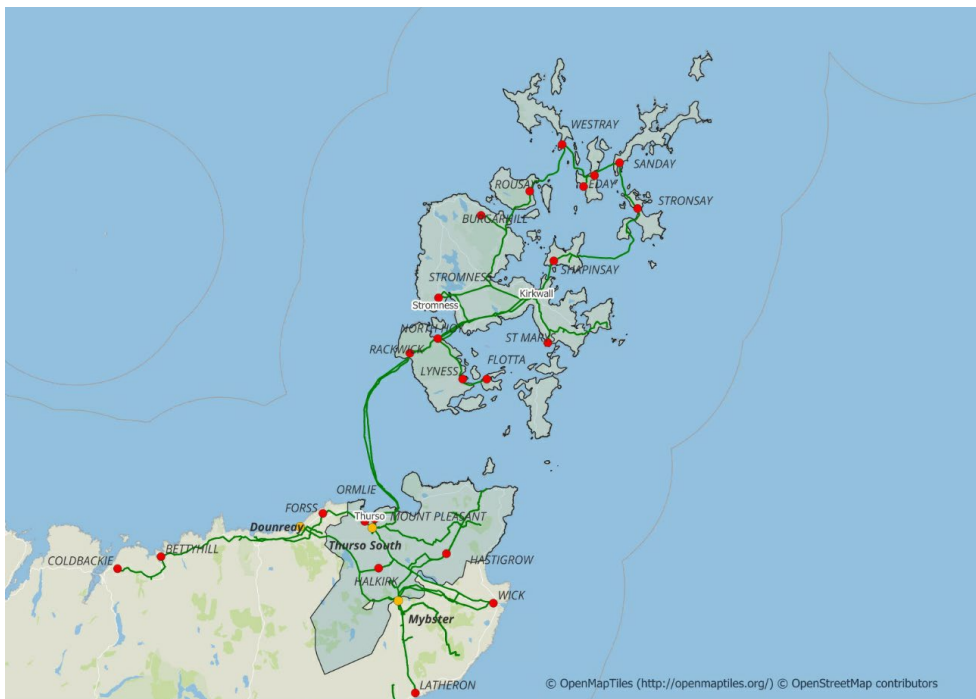 WESTRAY
SANDAY
ROUSAY
EDAY
STRONSAY
BURGAR HILL
SHAPINSAY
STROMNESS
Kirkwall
Stromness
NORTH HOY
ST MARYS
RACKWICK
FLOTTA
LYNESS
ORMLIE
FORSS
Thurso
MOUNT PLEASANT
Dounreay
Thurso South
BETTYHILL
HASTIGROW
COLDBACKIE
HALKIRK
WICK
Mybster
LATHERON
© OpenMapTiles (http://openmaptiles.org/) © OpenStreetMap contributors